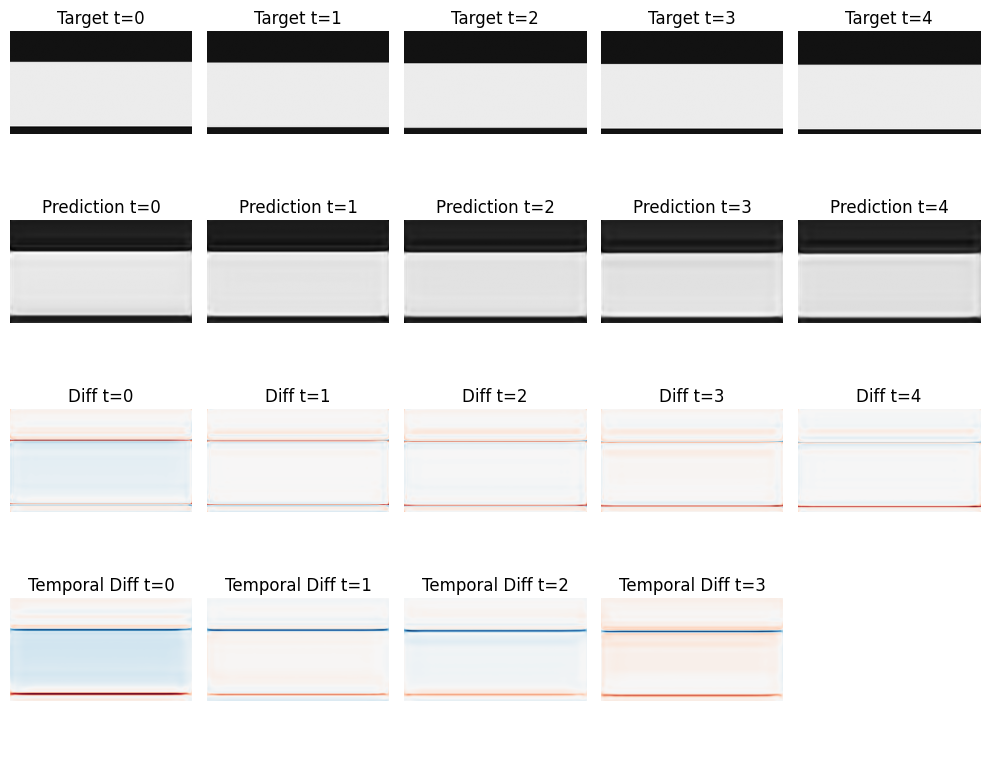 Target t=0 Target t=1 Target t=2 Target t=3 Target t=4
Prediction t=0 Prediction t=1 Prediction t=2 Prediction t=3 Prediction t=4
Diff t=0 Diff t=1 Diff t=2 Diff t=3 Diff t=4
Temporal Diff t=0 Temporal Diff t=1 Temporal Diff t=2 Temporal Diff t=3